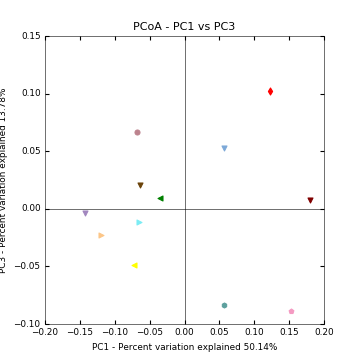 PCoA - PC1 vs PC3
PC3 - Percent variation explained 13.78%
0.15
0.10
0.05
0.00
−0.05
−0.10
−0.20 −0.15 −0.10 −0.05 0.00 0.05 0.10 0.15 0.20
PC1 - Percent variation explained 50.14%